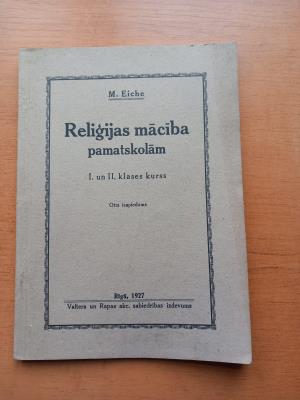 M. Eiche
Reliģijas mācība
pamatskolām
I. un II. klases kurss
Otrs iespiedums
Rīgā, 1927
Valtera un Rapas akc. sabiedrības izdevums